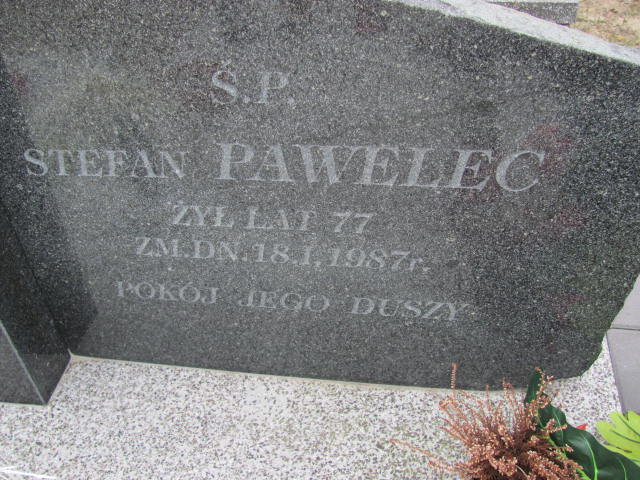 Ś.P.
STEFAN PAWELEC
ŻYŁ LAT 77
ZM. DN. 18.I.1987r.
POKÓJ JEGO DUSZY